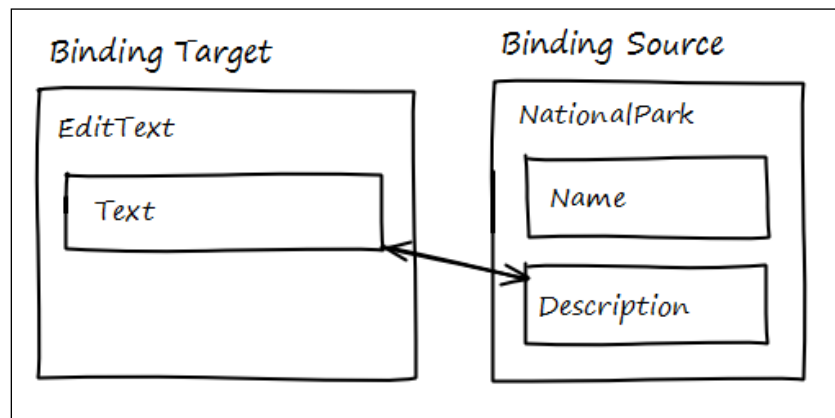 Binding Target
Binding Source
EditText
NationalPark
Text
Name
Description